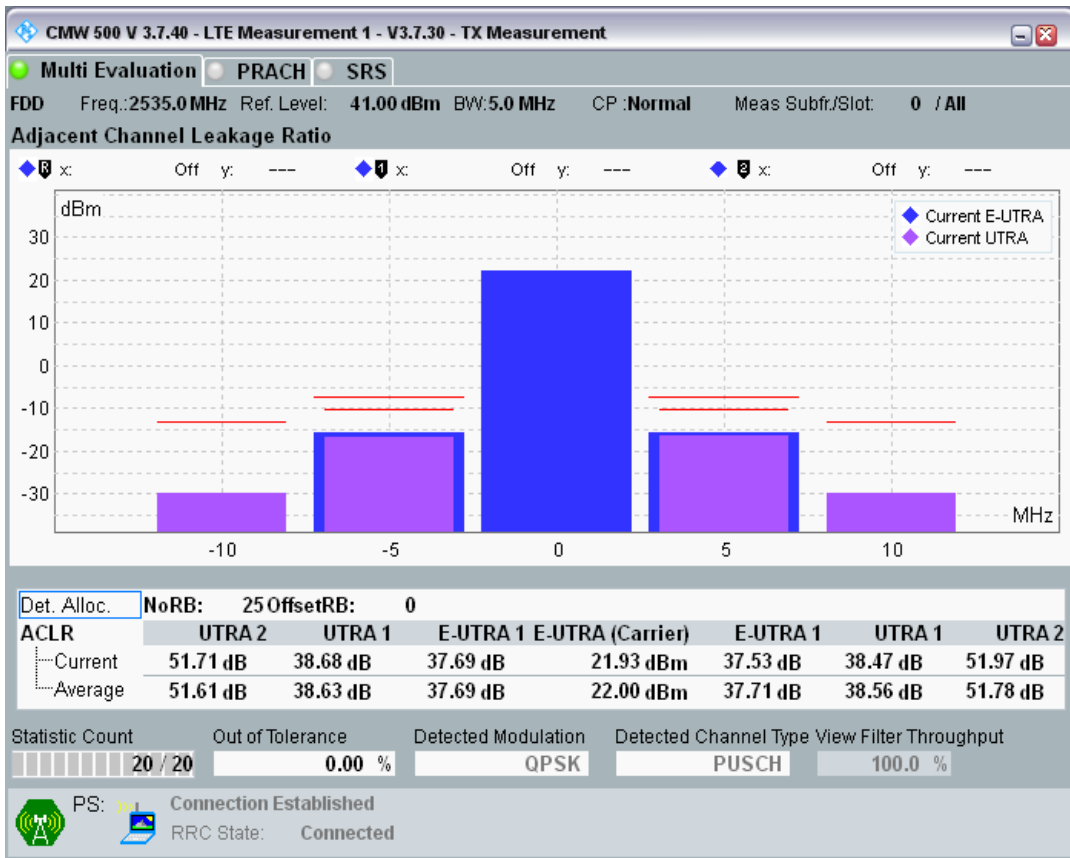 CMW 500 V 3.7.40 - LTE Measurement 1 - V3.7.30 - TX Measurement
Multi Evaluation PRACH SRS
FDD Freq.:2535.0 MHz Ref. Level: 41.00 dBm BW:5.0 MHz CP :Normal Meas Subfr./Slot: 0 / All
Adjacent Channel Leakage Ratio
R x: Off y: --- 1 x: Off y: --- 2 x: Off y: ---
dBm
Current E-UTRA
Current UTRA
30
20
10
0
-10
-20
-30
MHz
-10 -5 0 5 10
Det. Alloc. NoRB: 25 OffsetRB: 0
ACLR UTRA 2 UTRA 1 E-UTRA 1 E-UTRA (Carrier) E-UTRA 1 UTRA 1 UTRA 2
Current 51.71 dB 38.68 dB 37.69 dB 21.93 dBm 37.53 dB 38.47 dB 51.97 dB
Average 51.61 dB 38.63 dB 37.69 dB 22.00 dBm 37.71 dB 38.56 dB 51.78 dB
Statistic Count Out of Tolerance Detected Modulation Detected Channel Type View Filter Throughput
20 / 20 0.00 % QPSK PUSCH 100.0 %
PS: Connection Established
RRC State: Connected